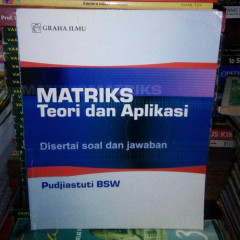 GRAHA ILMU
MATRIKS
Teori dan Aplikasi
Disertai soal dan jawaban
Pudjiastuti BSW